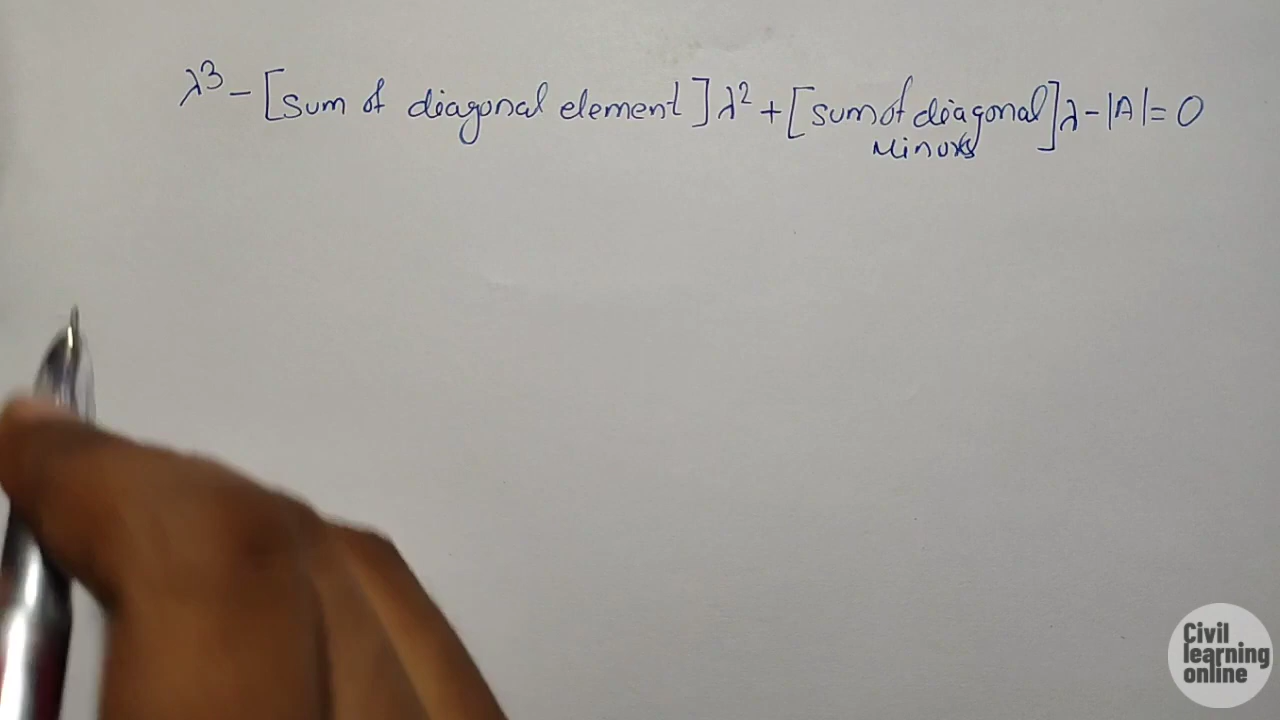 λ³ - [sum of diagonal element] λ² + [sum of diagonal Minors] λ - |A| = 0
Civil
learning
online